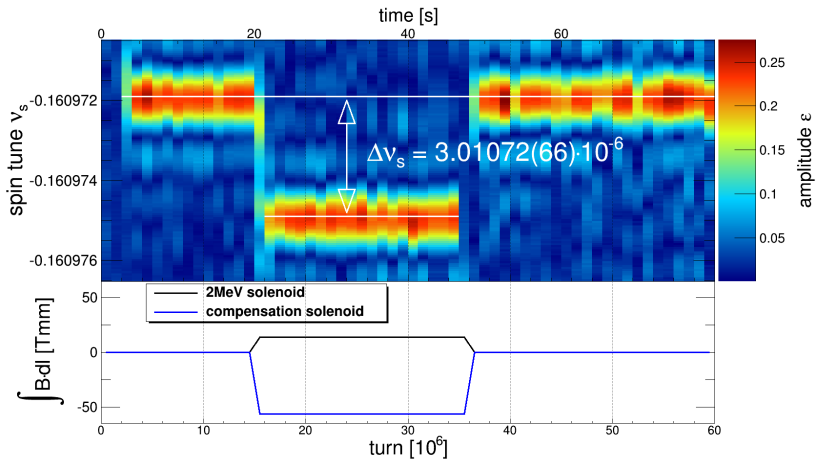 time [s]
0 20 40 60
spin tune νs
-0.160972
-0.160974
-0.160976
Δνs = 3.01072(66)·10⁻⁶
0.25
0.2
0.15
0.1
0.05
amplitude ε
2MeV solenoid
compensation solenoid
∫ B·dl [Tmm]
50
0
-50
0 10 20 30 40 50 60
turn [10⁶]